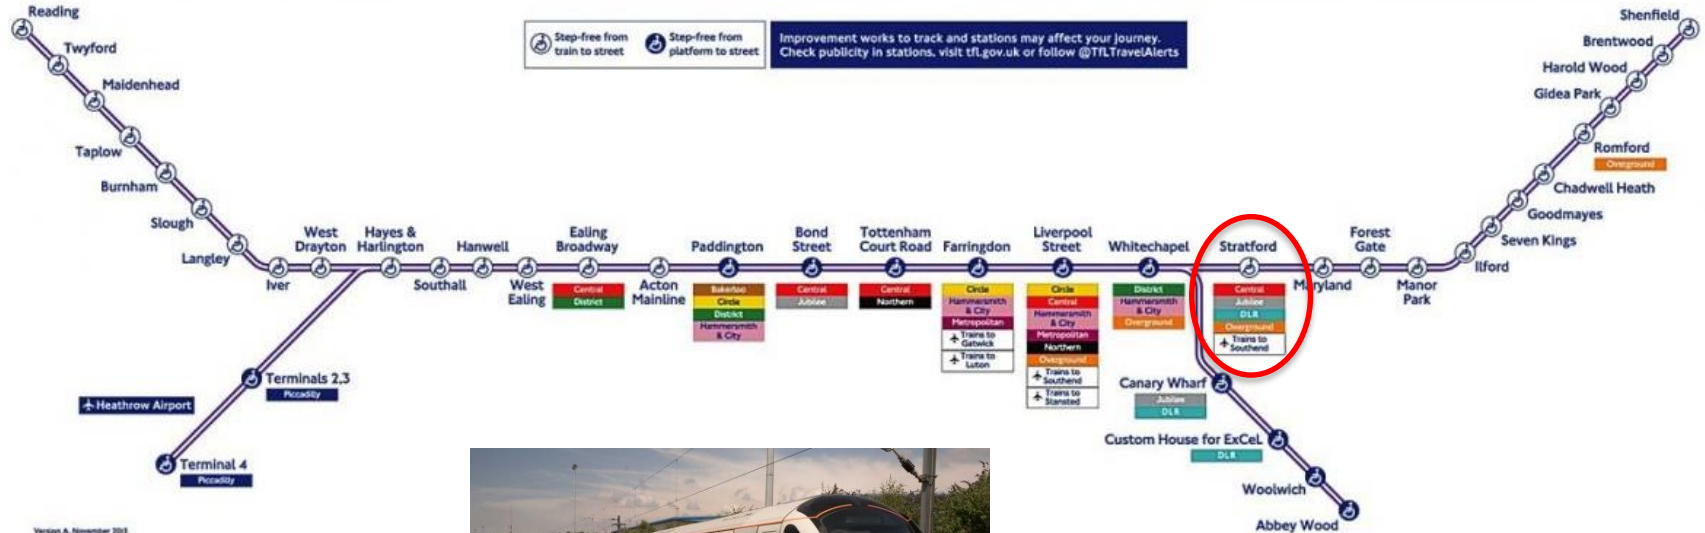 Reading
Twyford
Maidenhead
Taplow
Burnham
Slough
Langley
Iver
West
Drayton
Hayes &
Harlington
Southall
Hanwell
West
Ealing
Ealing
Broadway
Central
District
Acton
Mainline
Paddington
Bakerloo
Circle
District
Hammersmith
& City
Bond
Street
Central
Jubilee
Tottenham
Court Road
Central
Northern
Farringdon
Circle
Hammersmith
& City
Metropolitan
Trains to
Gatwick
Trains to
Luton
Liverpool
Street
Circle
Central
Hammersmith
& City
Metropolitan
Northern
Overground
Trains to
Southend
Trains to
Stansted
Whitechapel
District
Hammersmith
& City
Overground
Stratford
Central
Jubilee
DLR
Overground
Trains to
Southend
Maryland
Forest
Gate
Manor
Park
Ilford
Seven Kings
Goodmayes
Chadwell Heath
Romford
Overground
Gidea Park
Harold Wood
Brentwood
Shenfield
Step-free from
train to street
Step-free from
platform to street
Improvement works to track and stations may affect your journey.
Check publicity in stations, visit tfl.gov.uk or follow @TfLTravelAlerts
Terminals 2,3
Piccadilly
Heathrow Airport
Terminal 4
Piccadilly
Canary Wharf
Jubilee
DLR
Custom House for ExCeL
DLR
Woolwich
Abbey Wood
Version A, November 2013